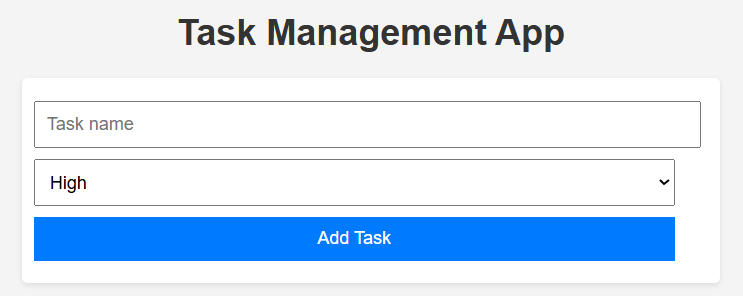 Task Management App
Task name
High
Add Task